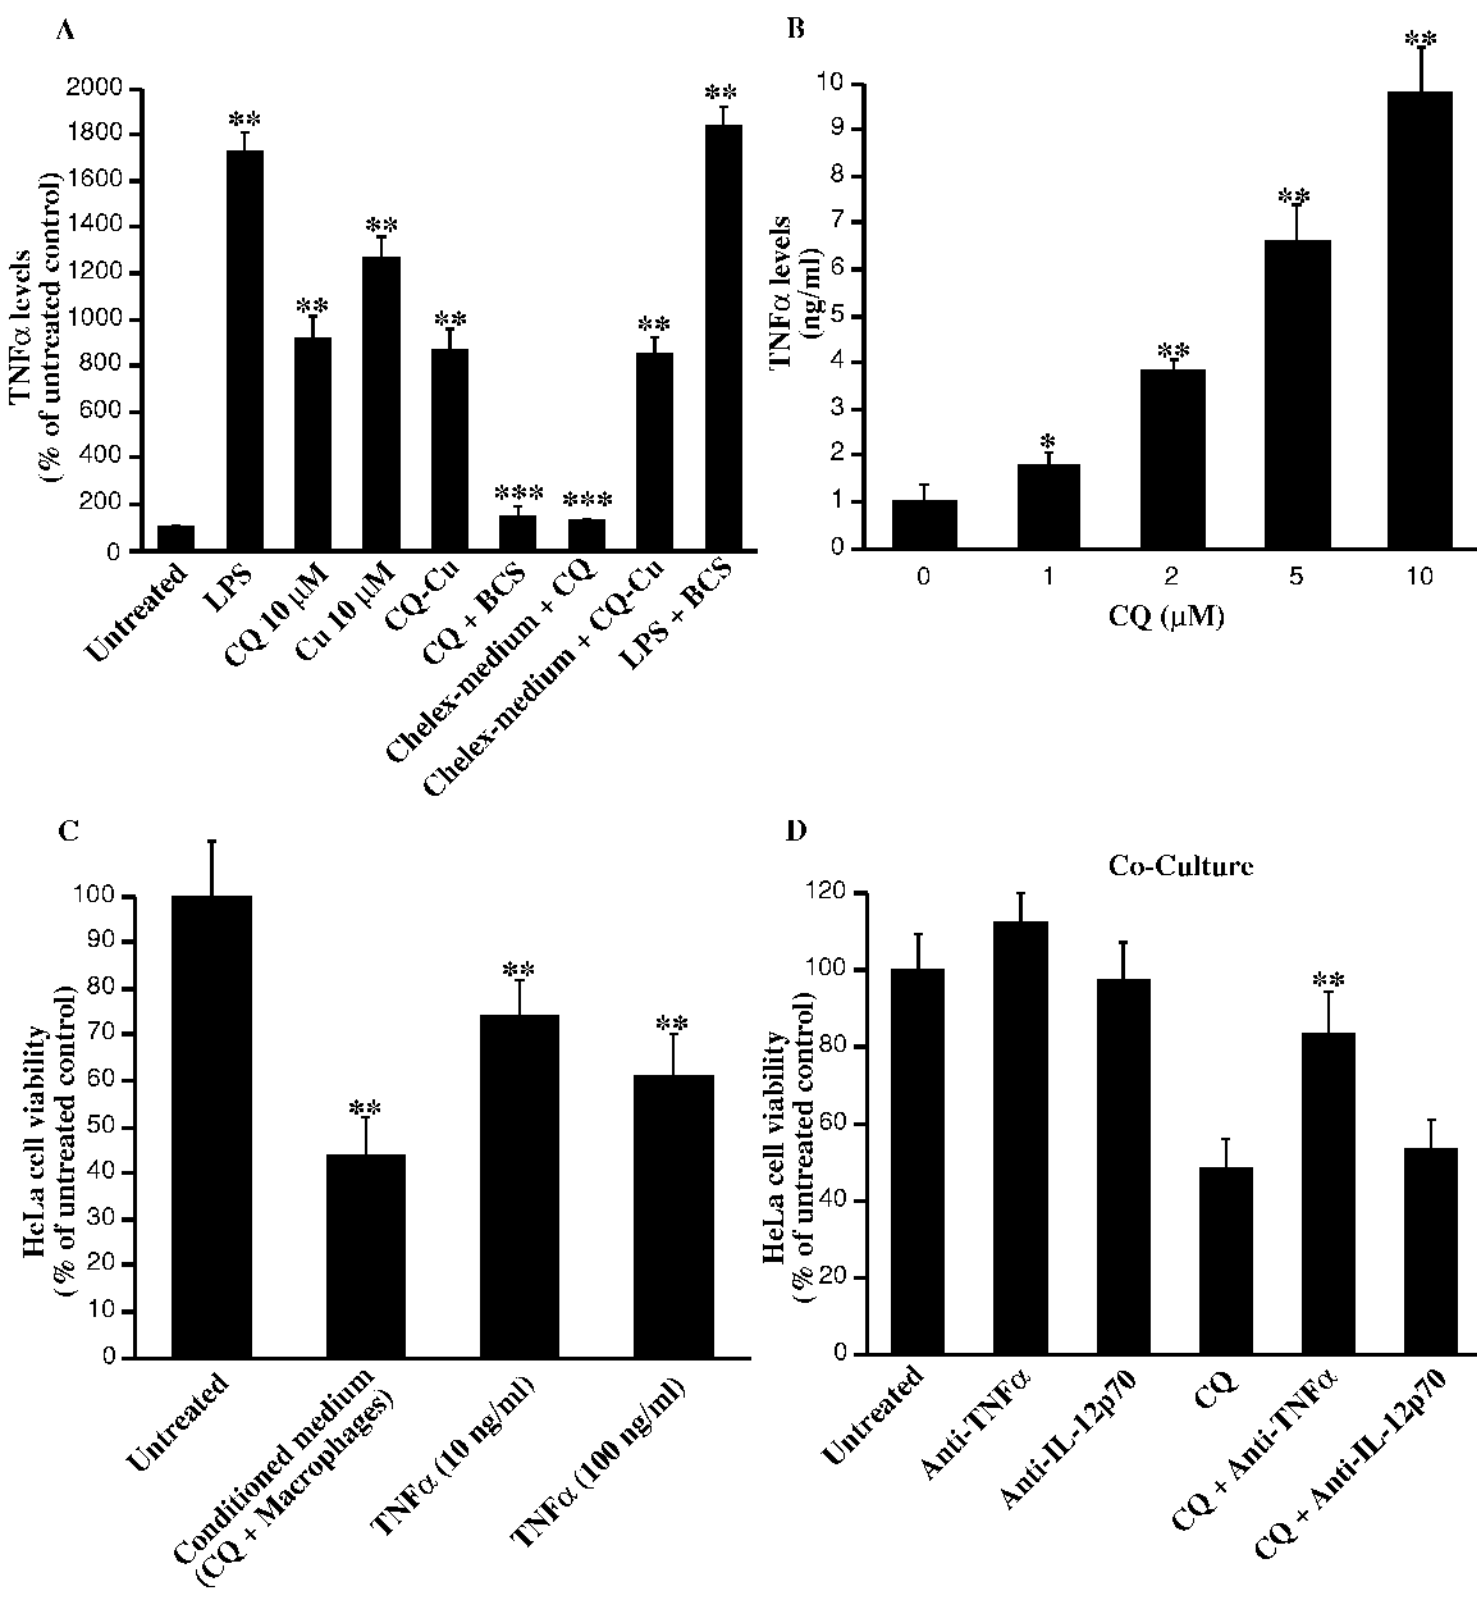 A
TNFα levels
(% of untreated control)
2000
1800
1600
1400
1200
1000
800
600
400
200
0
**
**
**
**
***
***
**
**
Untreated
LPS
CQ 10 μM
Cu 10 μM
CQ-Cu
CQ + BCS
Chelex-medium + CQ
Chelex-medium + CQ-Cu
LPS + BCS
B
TNFα levels
(ng/ml)
10
9
8
7
6
5
4
3
2
1
0
*
**
**
**
0 1 2 5 10
CQ (μM)
C
HeLa cell viability
(% of untreated control)
100
90
80
70
60
50
40
30
20
10
0
**
**
**
Untreated
Conditioned medium
(CQ + Macrophages)
TNFα (10 ng/ml)
TNFα (100 ng/ml)
D
Co-Culture
HeLa cell viability
(% of untreated control)
120
100
80
60
40
20
0
**
Untreated
Anti-TNFα
Anti-IL-12p70
CQ
CQ + Anti-TNFα
CQ + Anti-IL-12p70